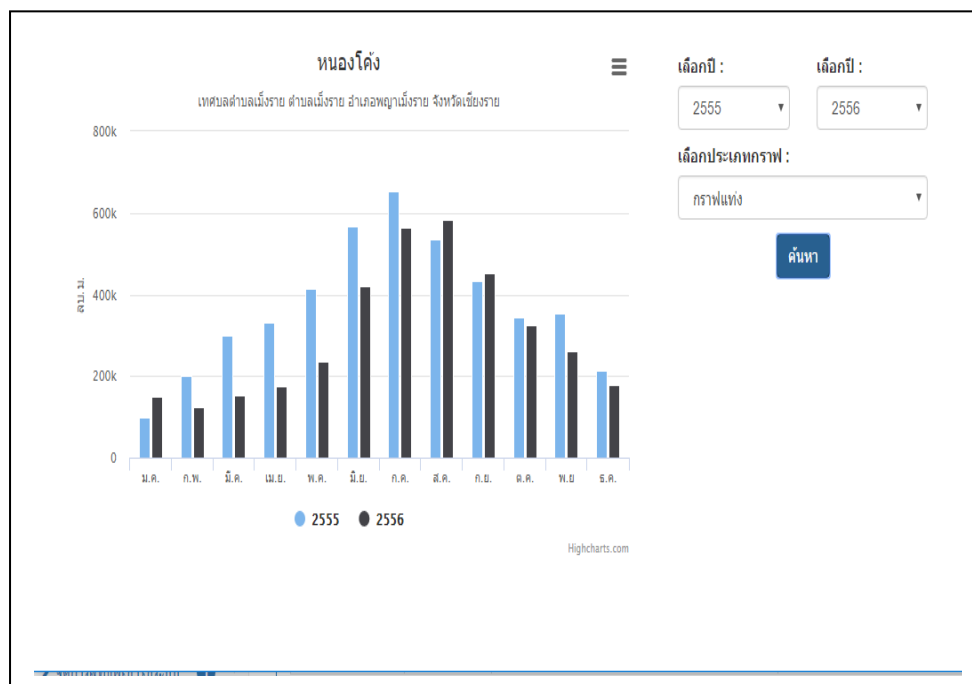 หนองโค้ง
เทศบาลตำบลเม็งราย ตำบลเม็งราย อำเภอพญาเม็งราย จังหวัดเชียงราย
800k
600k
400k
200k
0
ลบ.ม.
ม.ค. ก.พ. มี.ค. เม.ย. พ.ค. มิ.ย. ก.ค. ส.ค. ก.ย. ต.ค. พ.ย ธ.ค.
2555 2556
Highcharts.com
เลือกปี : เลือกปี :
2555 2556
เลือกประเภทกราฟ :
กราฟแท่ง
ค้นหา